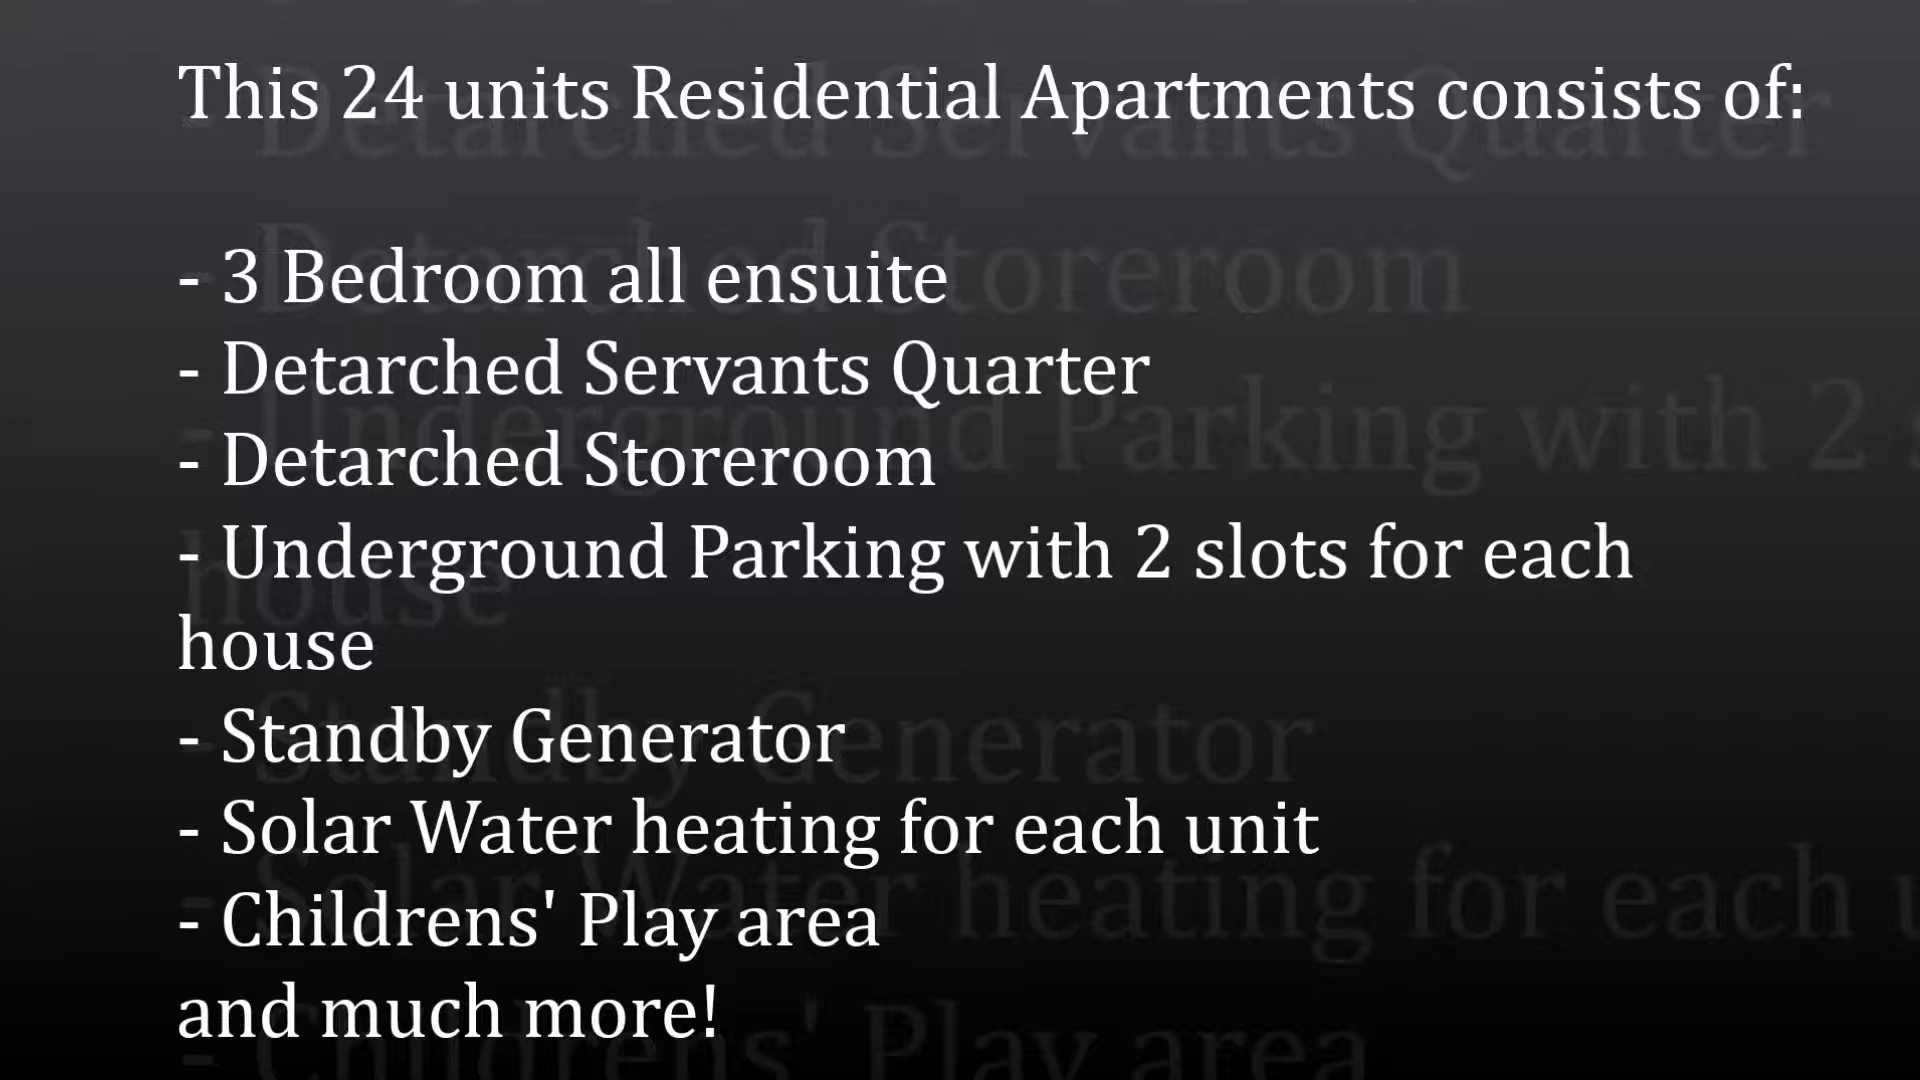 This 24 units Residential Apartments consists of:
- 3 Bedroom all ensuite
- Detarched Servants Quarter
- Detarched Storeroom
- Underground Parking with 2 slots for each
house
- Standby Generator
- Solar Water heating for each unit
- Childrens' Play area
and much more!